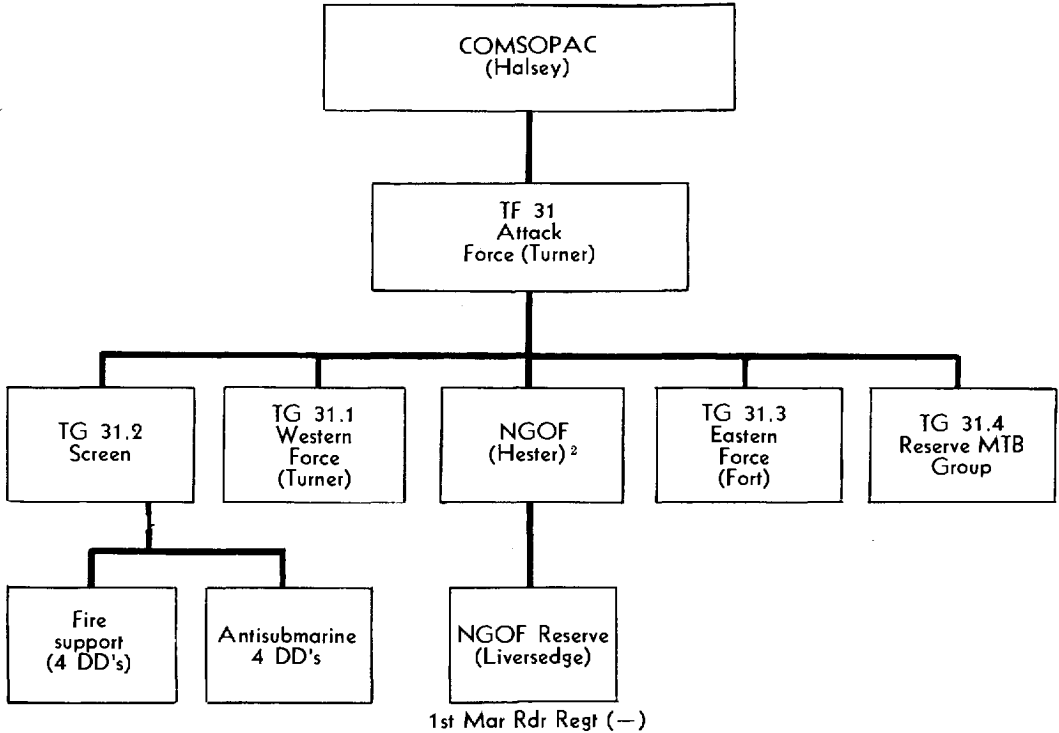 COMSOPAC
(Halsey)
TF 31
Attack
Force (Turner)
TG 31.2
Screen
TG 31.1
Western
Force
(Turner)
NGOF
(Hester)²
TG 31.3
Eastern
Force
(Fort)
TG 31.4
Reserve MTB
Group
Fire
support
(4 DD's)
Antisubmarine
4 DD's
NGOF Reserve
(Liversedge)
1st Mar Rdr Regt (—)